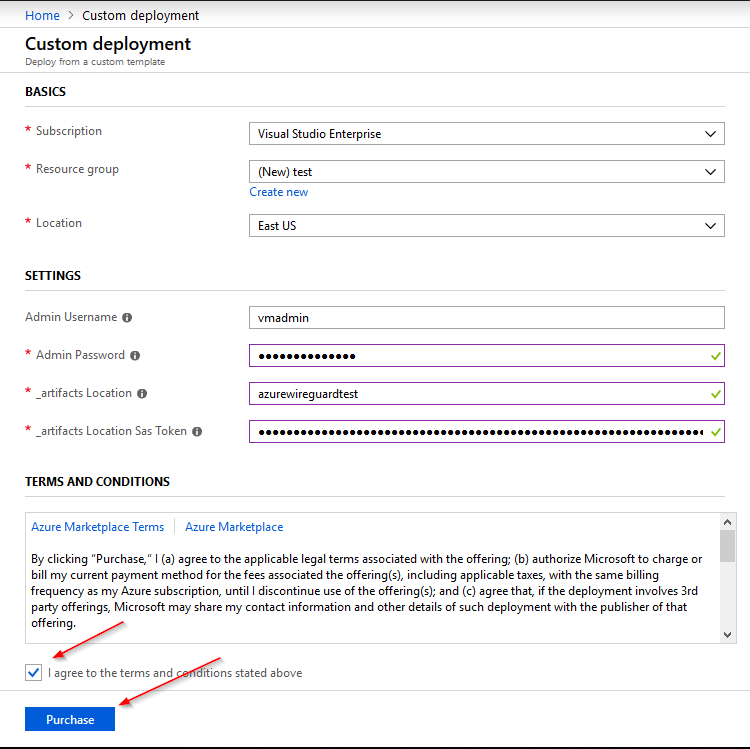 Home > Custom deployment
Custom deployment
Deploy from a custom template
BASICS
* Subscription
Visual Studio Enterprise
* Resource group
(New) test
Create new
* Location
East US
SETTINGS
Admin Username
vmadmin
* Admin Password
••••••••••••••
* _artifacts Location
azurewireguardtest
* _artifacts Location Sas Token
TERMS AND CONDITIONS
Azure Marketplace Terms | Azure Marketplace
By clicking “Purchase,” I (a) agree to the applicable legal terms associated with the offering; (b) authorize Microsoft to charge or
bill my current payment method for the fees associated the offering(s), including applicable taxes, with the same billing
frequency as my Azure subscription, until I discontinue use of the offering(s); and (c) agree that, if the deployment involves 3rd
party offerings, Microsoft may share my contact information and other details of such deployment with the publisher of that
offering.
I agree to the terms and conditions stated above
Purchase